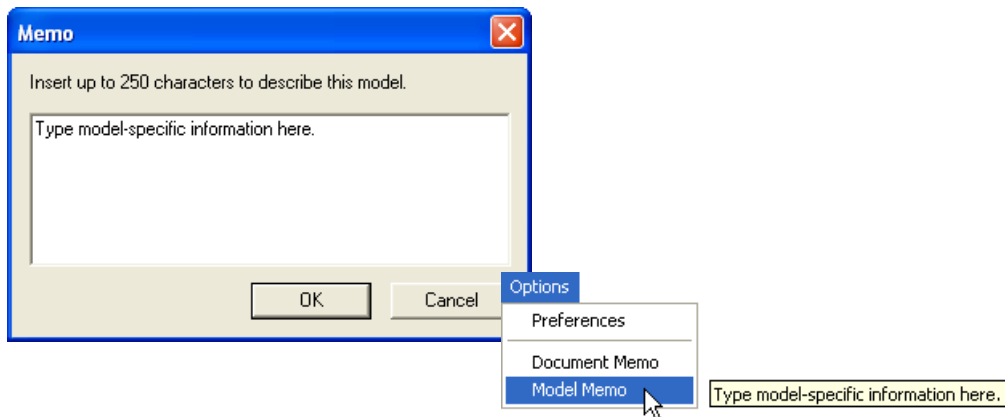 Memo
Insert up to 250 characters to describe this model.
Type model-specific information here.
OK Cancel
Options
Preferences
Document Memo
Model Memo
Type model-specific information here.